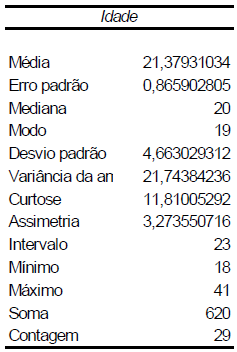 Idade
Média 21,37931034
Erro padrão 0,865902805
Mediana 20
Modo 19
Desvio padrão 4,663029312
Variância da an 21,74384236
Curtose 11,81005292
Assimetria 3,273550716
Intervalo 23
Mínimo 18
Máximo 41
Soma 620
Contagem 29